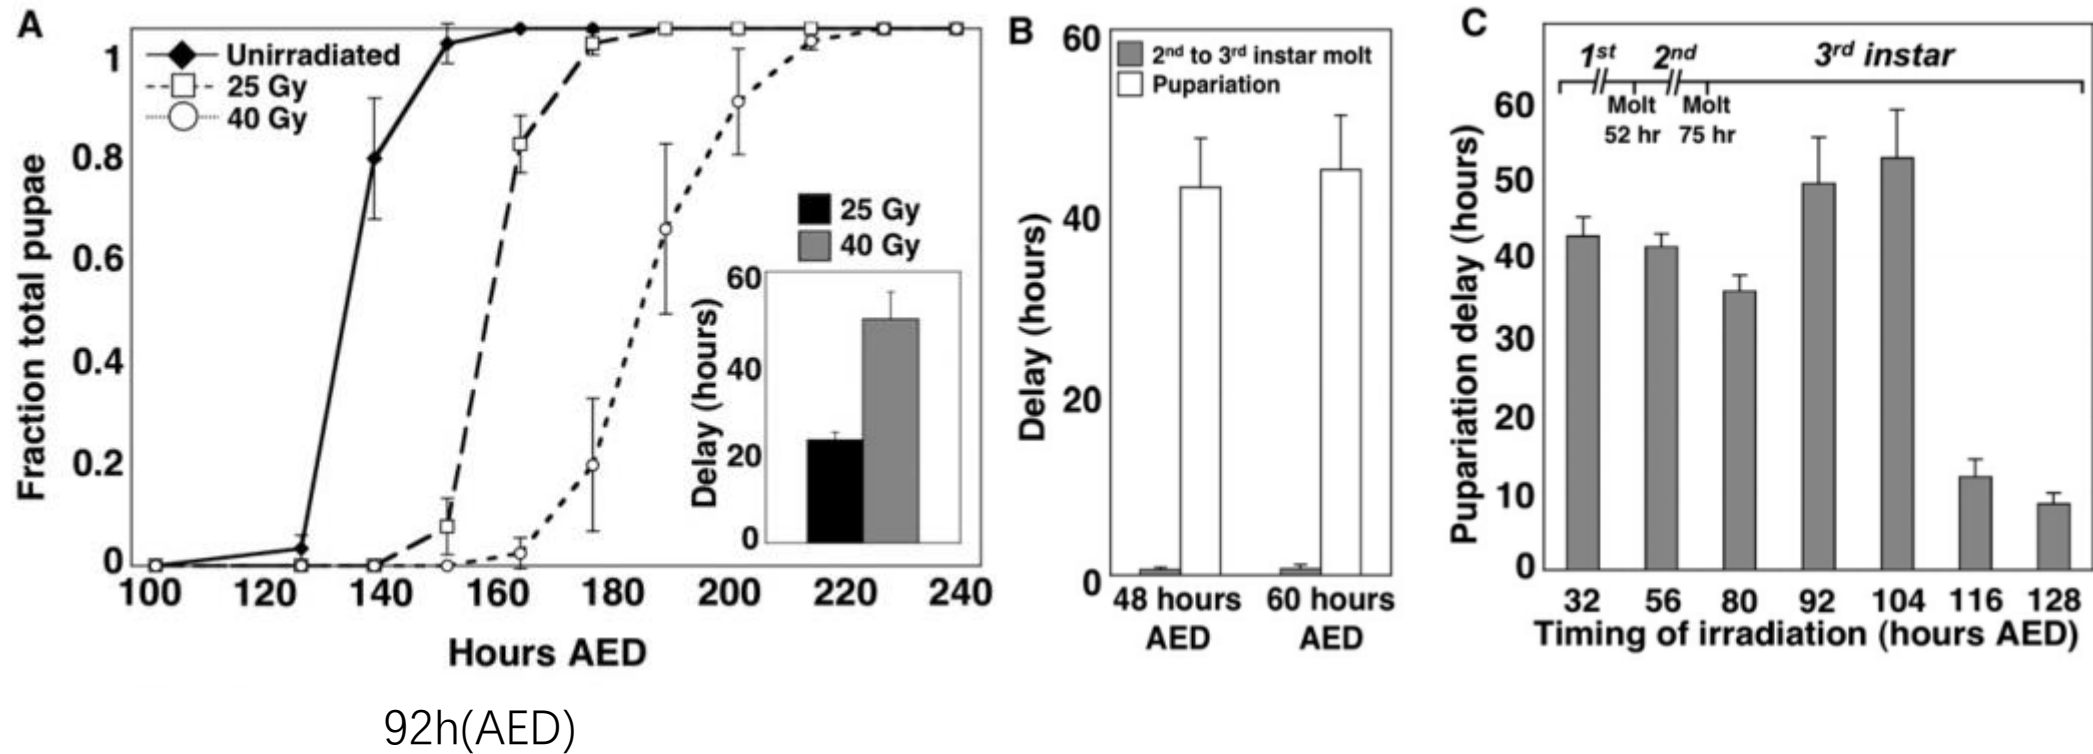 A
Unirradiated
25 Gy
40 Gy
Fraction total pupae
1
0.8
0.6
0.4
0.2
0
100 120 140 160 180 200 220 240
Hours AED
25 Gy
40 Gy
Delay (hours)
60
40
20
0
92h(AED)
B
2nd to 3rd instar molt
Pupariation
Delay (hours)
60
40
20
0
48 hours AED
60 hours AED
C
1st 2nd 3rd instar
Molt 52 hr
Molt 75 hr
Pupariation delay (hours)
60
50
40
30
20
10
0
32 56 80 92 104 116 128
Timing of irradiation (hours AED)